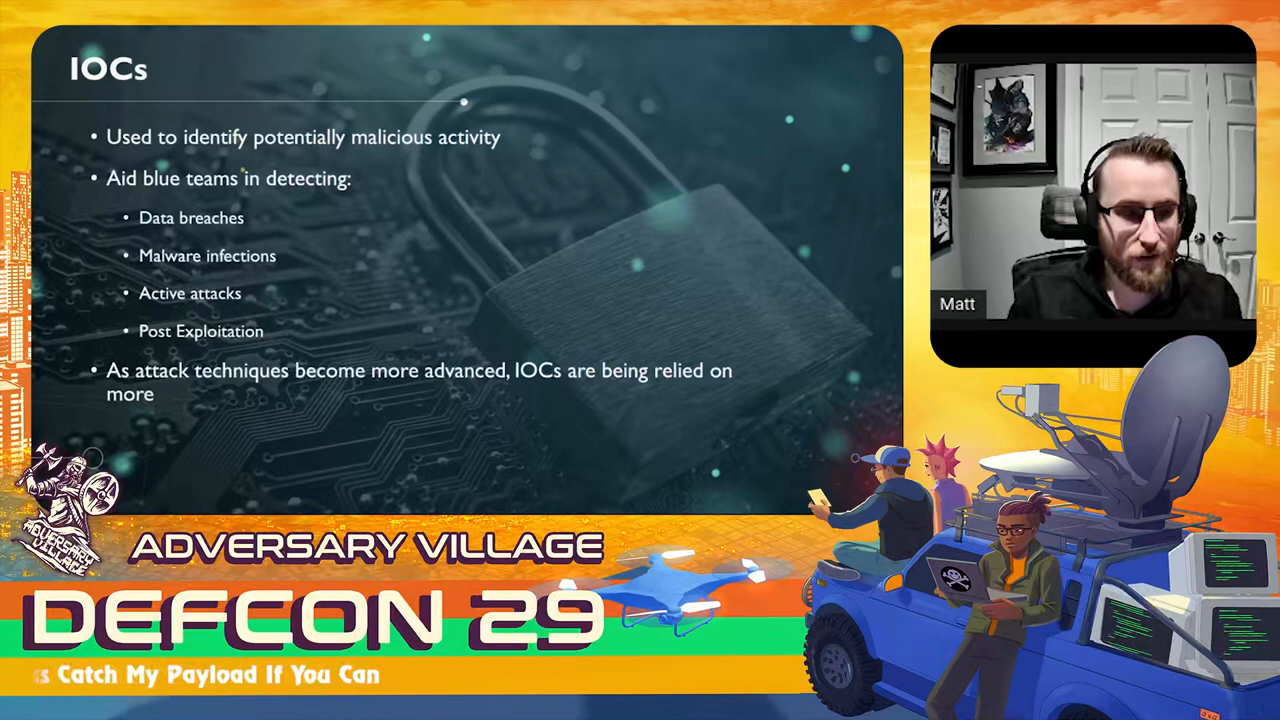 IOCs
• Used to identify potentially malicious activity
• Aid blue teams in detecting:
• Data breaches
• Malware infections
• Active attacks
• Post Exploitation
• As attack techniques become more advanced, IOCs are being relied on
more
Matt
ADVERSARY VILLAGE
ADVERSARY VILLAGE
DEFCON 29
Catch My Payload If You Can